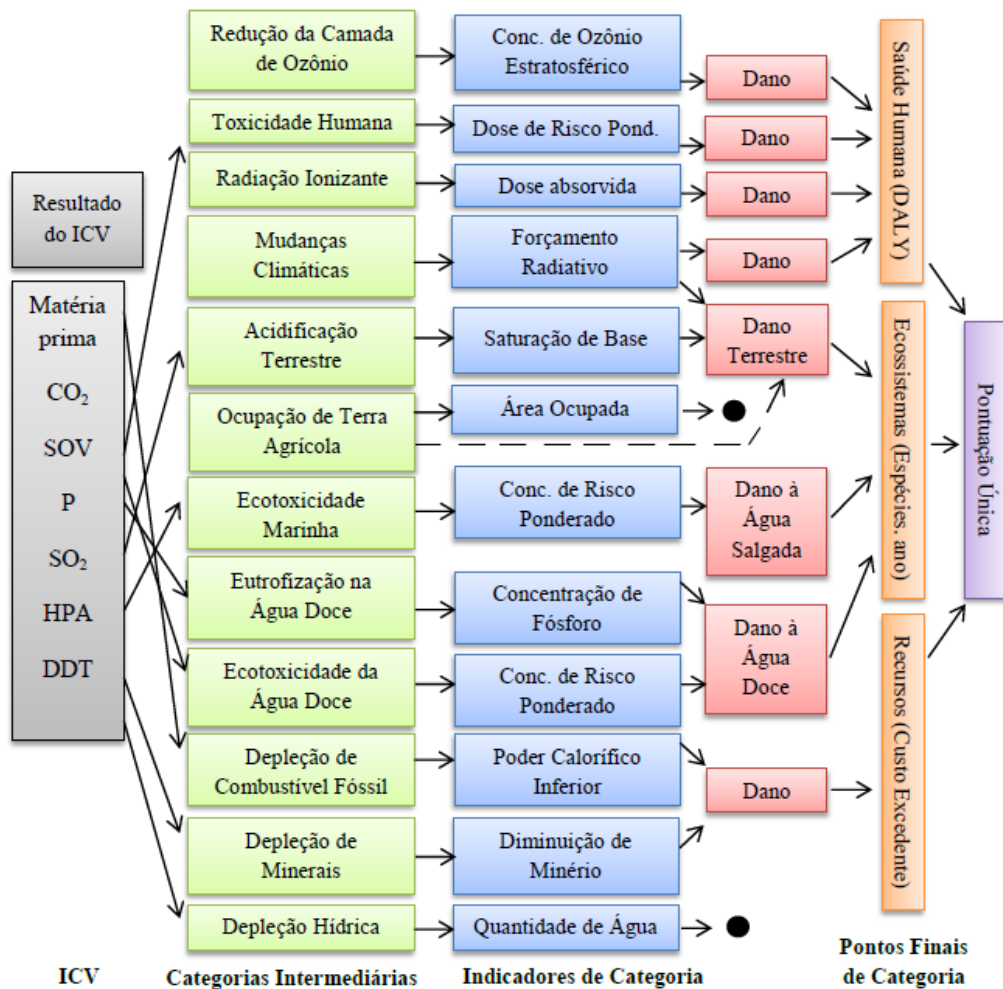 Resultado
do ICV
Matéria
prima
CO₂
SOV
P
SO₂
HPA
DDT
ICV
Redução da Camada
de Ozônio
Toxicidade Humana
Radiação Ionizante
Mudanças
Climáticas
Acidificação
Terrestre
Ocupação de Terra
Agrícola
Ecotoxicidade
Marinha
Eutrofização na
Água Doce
Ecotoxicidade da
Água Doce
Depleção de
Combustível Fóssil
Depleção de
Minerais
Depleção Hídrica
Categorias Intermediárias
Conc. de Ozônio
Estratosférico
Dose de Risco Pond.
Dose absorvida
Forçamento
Radiativo
Saturação de Base
Área Ocupada
Conc. de Risco
Ponderado
Concentração de
Fósforo
Conc. de Risco
Ponderado
Poder Calorífico
Inferior
Diminuição de
Minério
Quantidade de Água
Indicadores de Categoria
Dano
Dano
Dano
Dano
Dano
Terrestre
Dano à
Água
Salgada
Dano à
Água
Doce
Dano
Saúde Humana (DALY)
Ecossistemas (Espécies. ano)
Recursos (Custo Excedente)
Pontos Finais
de Categoria
Pontuação Única